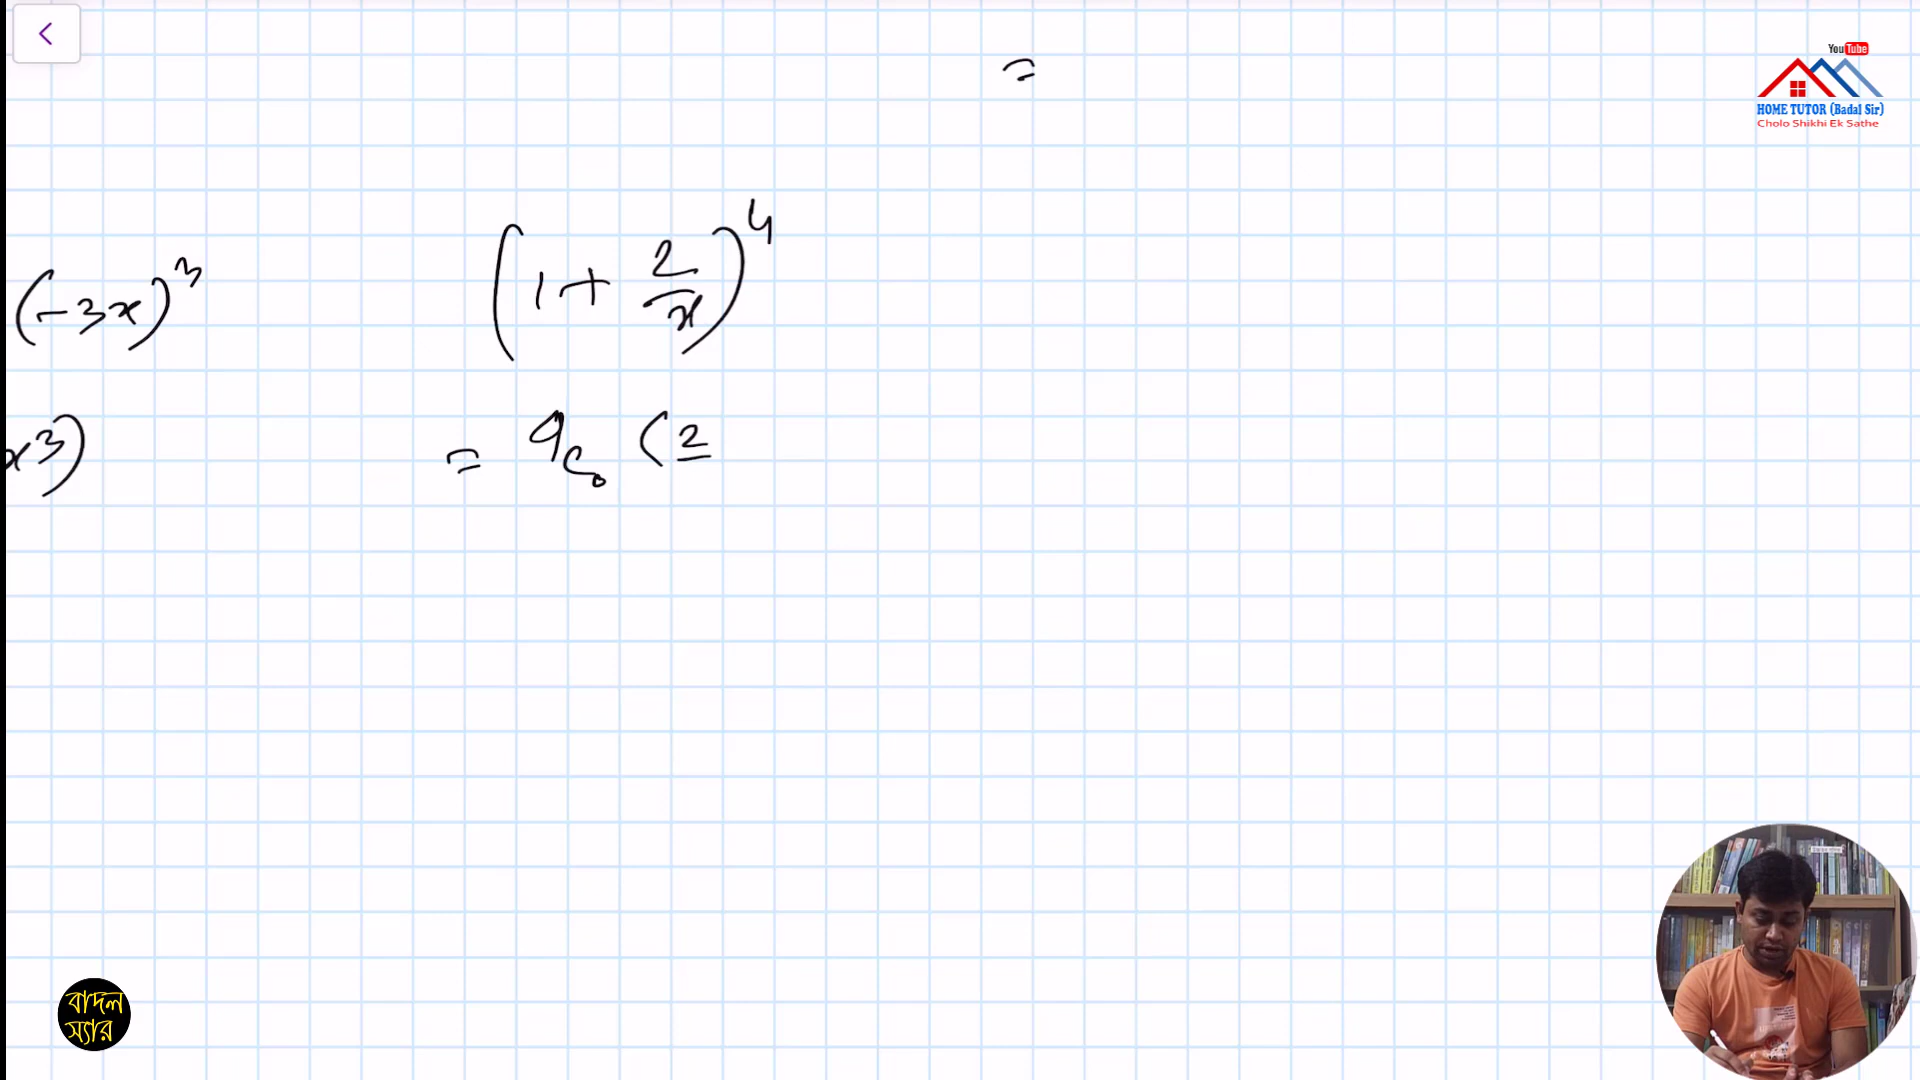 =
YouTube
HOME TUTOR (Badal Sir)
Cholo Shikhi Ek Sathe
(1 + 2/x)^4
(-3x)^3
x3)
= 4C₀ (2
বাদল
স্যার